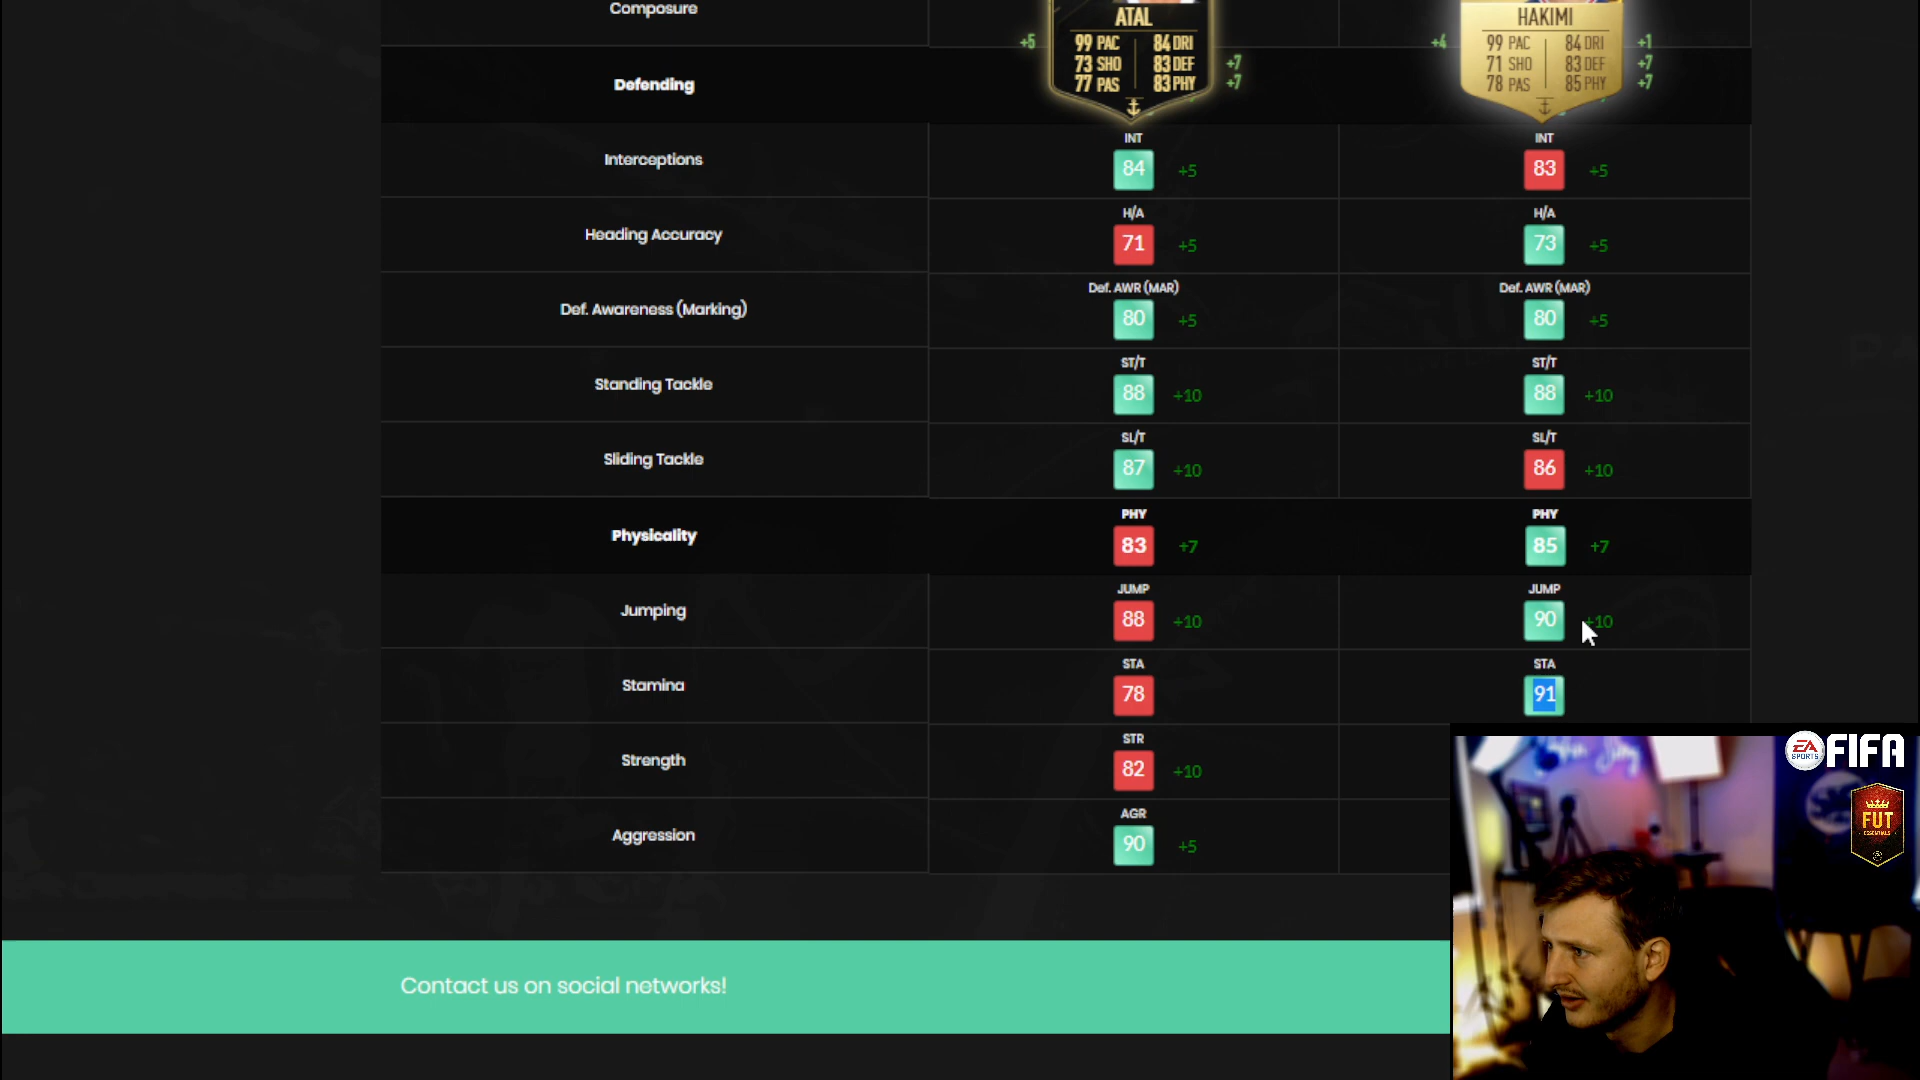 Composure
ATAL
HAKIMI
+5
99 PAC 84 DRI
+4
99 PAC 84 DRI +1
73 SHO 83 DEF +7
71 SHO 83 DEF +7
77 PAS 83 PHY +7
78 PAS 85 PHY +7
Defending
INT
INT
Interceptions
84 +5
83 +5
H/A
H/A
Heading Accuracy
71 +5
73 +5
Def. AWR (MAR)
Def. AWR (MAR)
Def. Awareness (Marking)
80 +5
80 +5
ST/T
ST/T
Standing Tackle
88 +10
88 +10
SL/T
SL/T
Sliding Tackle
87 +10
86 +10
PHY
PHY
Physicality
83 +7
85 +7
JUMP
JUMP
Jumping
88 +10
90 +10
STA
STA
Stamina
78
91
STR
Strength
82 +10
AGR
Aggression
90 +5
EA SPORTS FIFA
FUT
ESSENTIALS
Contact us on social networks!